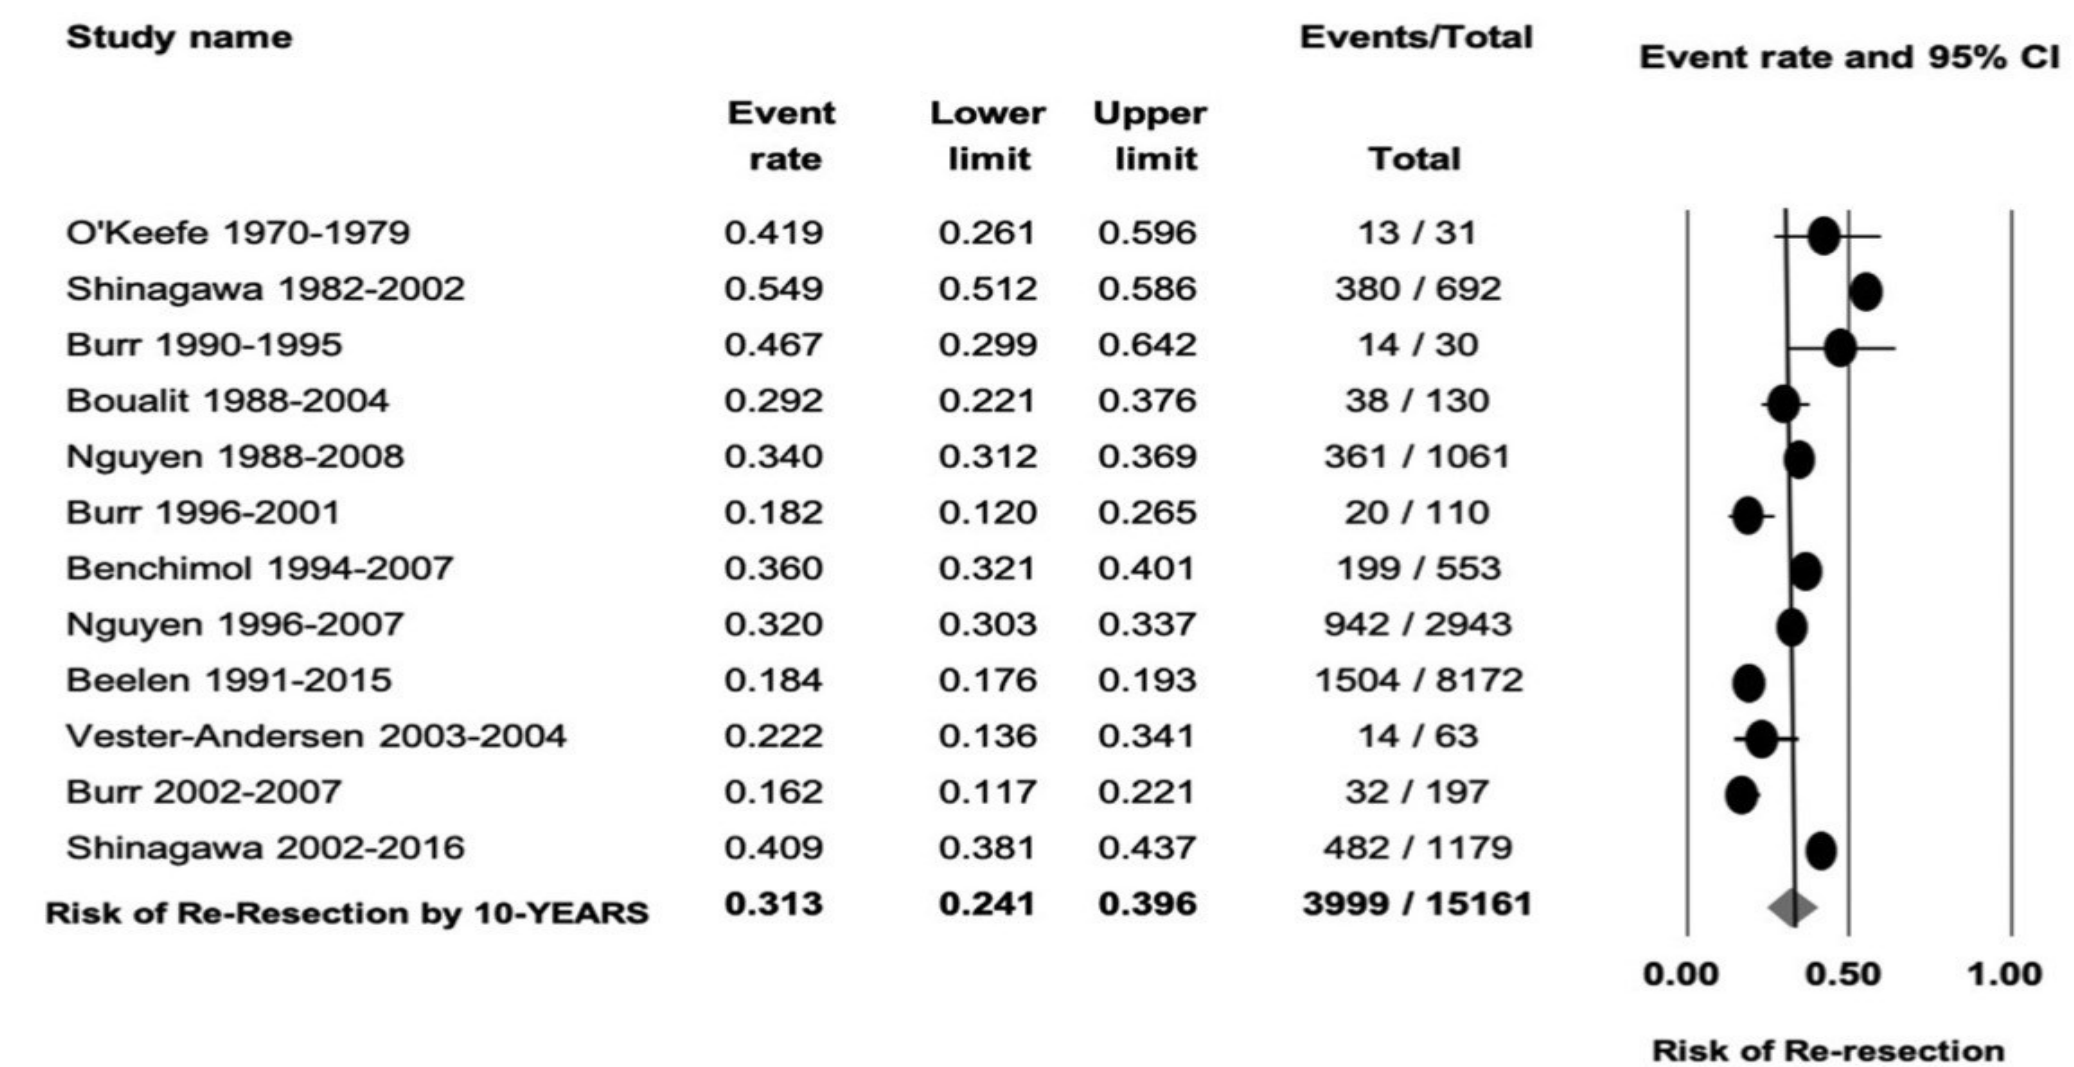 Study name Events/Total Event rate and 95% CI
Event Lower Upper
rate limit limit Total
O'Keefe 1970-1979 0.419 0.261 0.596 13 / 31
Shinagawa 1982-2002 0.549 0.512 0.586 380 / 692
Burr 1990-1995 0.467 0.299 0.642 14 / 30
Boualit 1988-2004 0.292 0.221 0.376 38 / 130
Nguyen 1988-2008 0.340 0.312 0.369 361 / 1061
Burr 1996-2001 0.182 0.120 0.265 20 / 110
Benchimol 1994-2007 0.360 0.321 0.401 199 / 553
Nguyen 1996-2007 0.320 0.303 0.337 942 / 2943
Beelen 1991-2015 0.184 0.176 0.193 1504 / 8172
Vester-Andersen 2003-2004 0.222 0.136 0.341 14 / 63
Burr 2002-2007 0.162 0.117 0.221 32 / 197
Shinagawa 2002-2016 0.409 0.381 0.437 482 / 1179
Risk of Re-Resection by 10-YEARS 0.313 0.241 0.396 3999 / 15161
0.00 0.50 1.00
Risk of Re-resection